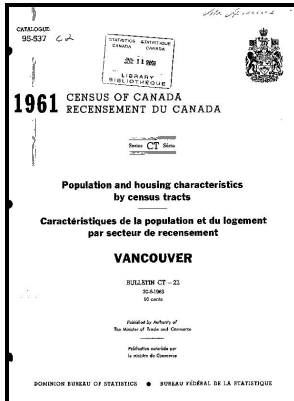 CATALOGUE
95-537 c.2
STATISTICS STATISTIQUE
CANADA CANADA
LIBRARY
BIBLIOTHÈQUE
1961 CENSUS OF CANADA
RECENSEMENT DU CANADA
Series CT Série
Population and housing characteristics
by census tracts
Caractéristiques de la population et du logement
par secteur de recensement
VANCOUVER
BULLETIN CT – 22
50 cents
Published by Authority of
The Minister of Trade and Commerce
Publication autorisée par
le ministre du Commerce
DOMINION BUREAU OF STATISTICS • BUREAU FÉDÉRAL DE LA STATISTIQUE